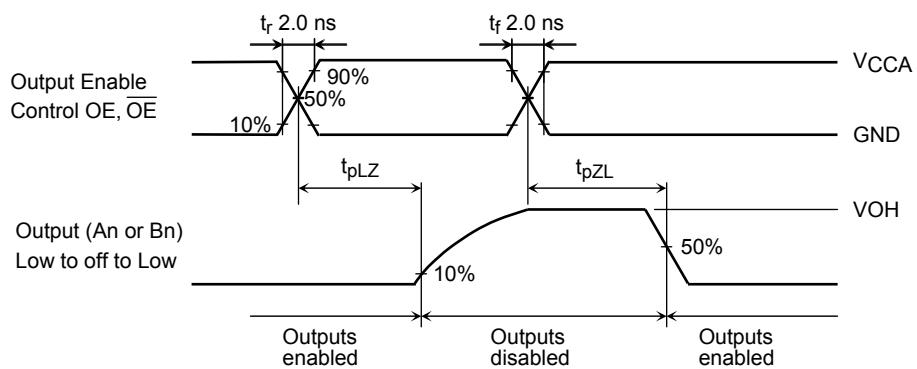 tr 2.0 ns
tf 2.0 ns
Output Enable
Control OE, OE
90%
50%
10%
VCCA
GND
tpLZ
tpZL
Output (An or Bn)
Low to off to Low
10%
50%
VOH
Outputs
enabled
Outputs
disabled
Outputs
enabled